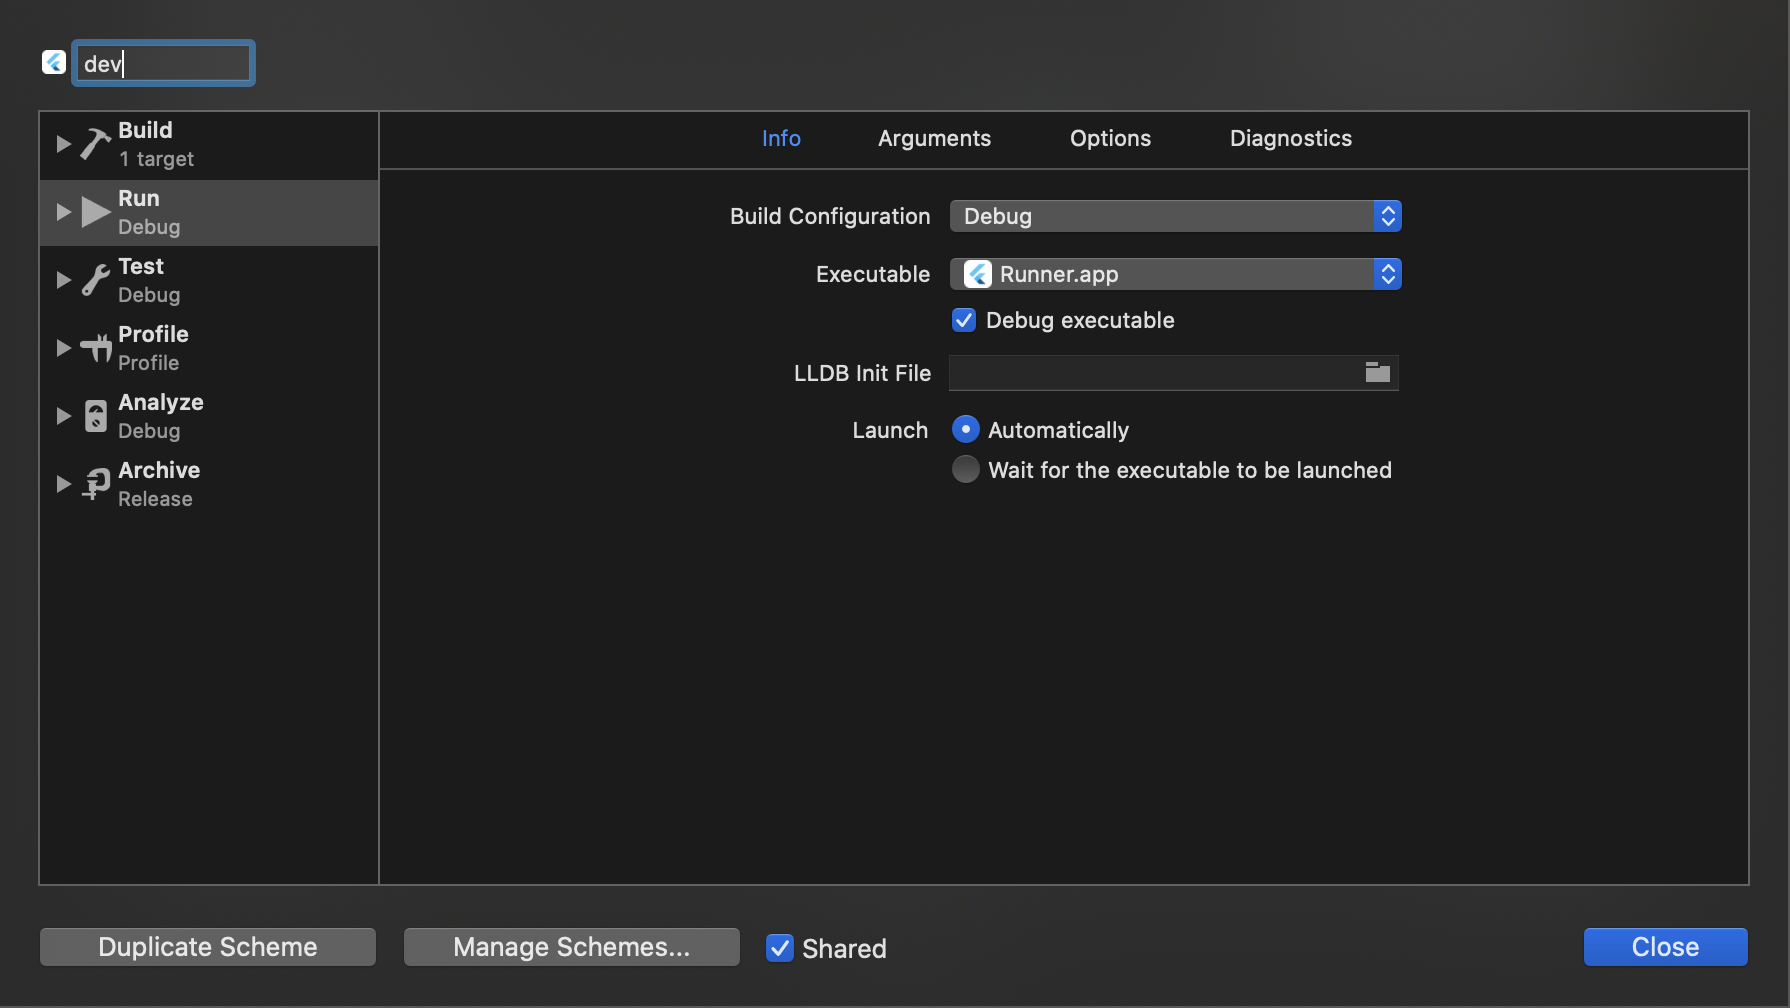 dev
Build
1 target
Run
Debug
Test
Debug
Profile
Profile
Analyze
Debug
Archive
Release
Info Arguments Options Diagnostics
Build Configuration Debug
Executable Runner.app
Debug executable
LLDB Init File
Launch Automatically
Wait for the executable to be launched
Duplicate Scheme Manage Schemes... Shared Close